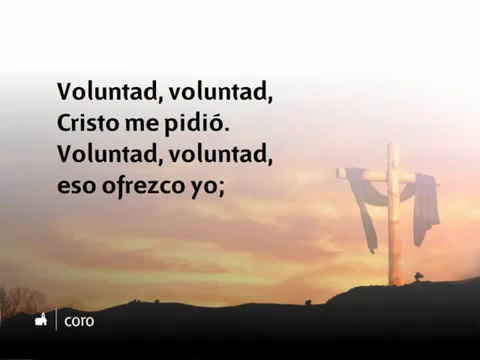 Voluntad, voluntad,
Cristo me pidió.
Voluntad, voluntad,
eso ofrezco yo;
coro